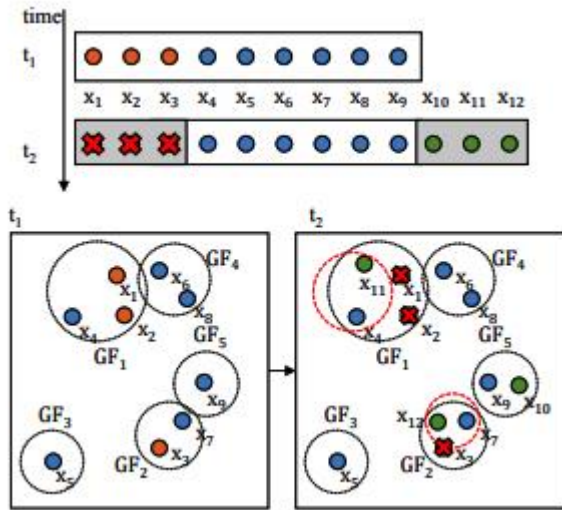 time
t₁
x₁ x₂ x₃ x₄ x₅ x₆ x₇ x₈ x₉ x₁₀ x₁₁ x₁₂
t₂
t₁
GF₄
x₁
x₆
x₈
x₄
x₂
GF₁
GF₅
x₉
GF₃
x₇
x₃
GF₂
x₅
t₂
GF₄
x₁₁
x₁
x₆
x₈
x₄
x₂
GF₁
GF₅
x₉
x₁₀
GF₃
x₁₂
x₇
x₃
GF₂
x₅